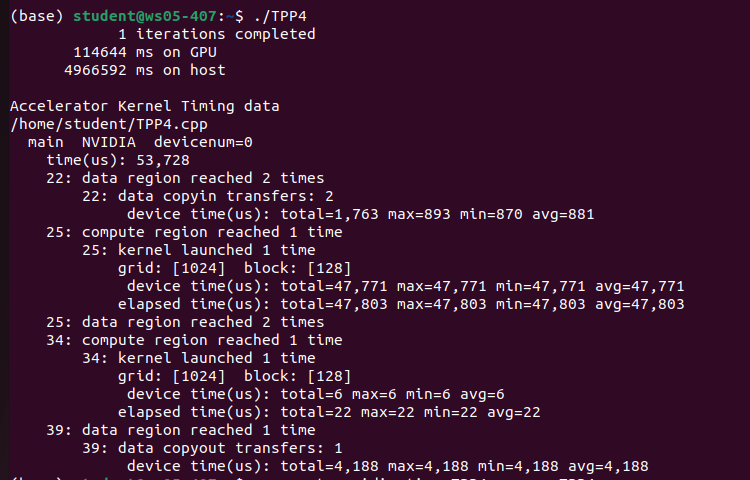 (base) student@ws05-407:~$ ./TPP4
1 iterations completed
114644 ms on GPU
4966592 ms on host
Accelerator Kernel Timing data
/home/student/TPP4.cpp
main NVIDIA devicenum=0
time(us): 53,728
22: data region reached 2 times
22: data copyin transfers: 2
device time(us): total=1,763 max=893 min=870 avg=881
25: compute region reached 1 time
25: kernel launched 1 time
grid: [1024] block: [128]
device time(us): total=47,771 max=47,771 min=47,771 avg=47,771
elapsed time(us): total=47,803 max=47,803 min=47,803 avg=47,803
25: data region reached 2 times
34: compute region reached 1 time
34: kernel launched 1 time
grid: [1024] block: [128]
device time(us): total=6 max=6 min=6 avg=6
elapsed time(us): total=22 max=22 min=22 avg=22
39: data region reached 1 time
39: data copyout transfers: 1
device time(us): total=4,188 max=4,188 min=4,188 avg=4,188